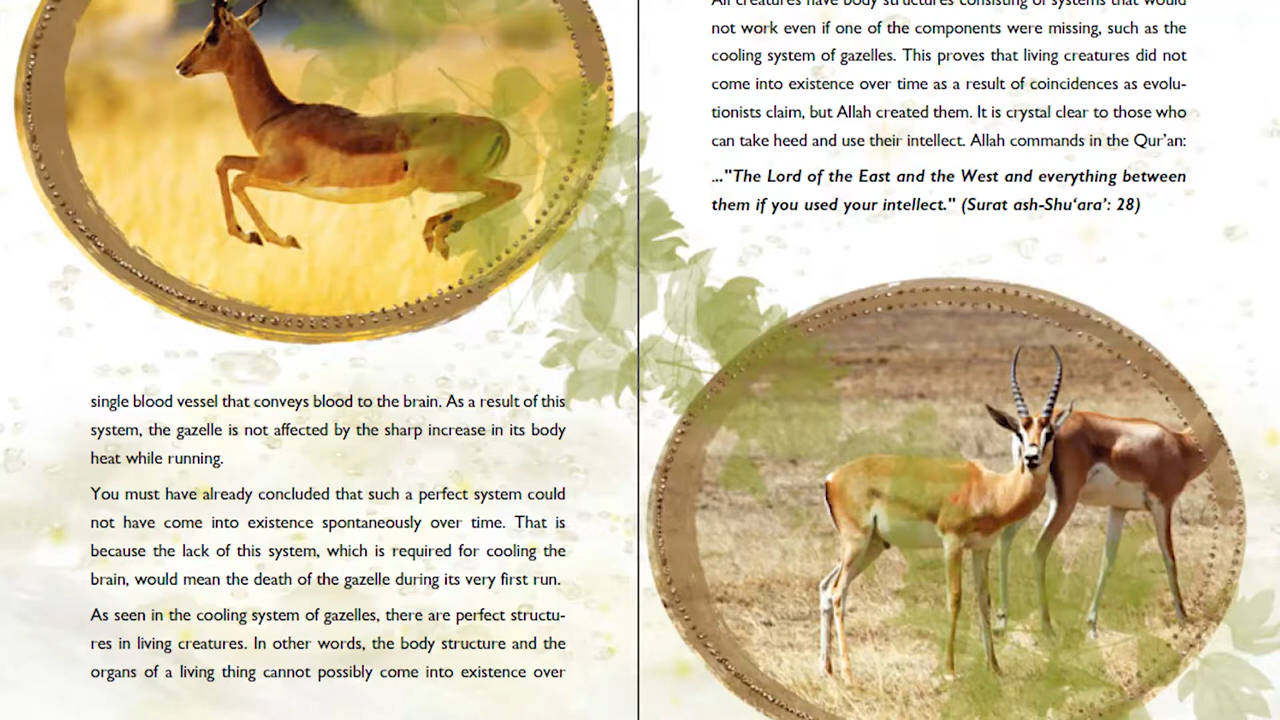 single blood vessel that conveys blood to the brain. As a result of this
system, the gazelle is not affected by the sharp increase in its body
heat while running.
You must have already concluded that such a perfect system could
not have come into existence spontaneously over time. That is
because the lack of this system, which is required for cooling the
brain, would mean the death of the gazelle during its very first run.
As seen in the cooling system of gazelles, there are perfect structu-
res in living creatures. In other words, the body structure and the
organs of a living thing cannot possibly come into existence over
All creatures have body structures consisting of systems that would
not work even if one of the components were missing, such as the
cooling system of gazelles. This proves that living creatures did not
come into existence over time as a result of coincidences as evolu-
tionists claim, but Allah created them. It is crystal clear to those who
can take heed and use their intellect. Allah commands in the Qur'an:
..."The Lord of the East and the West and everything between
them if you used your intellect." (Surat ash-Shu‘ara’: 28)